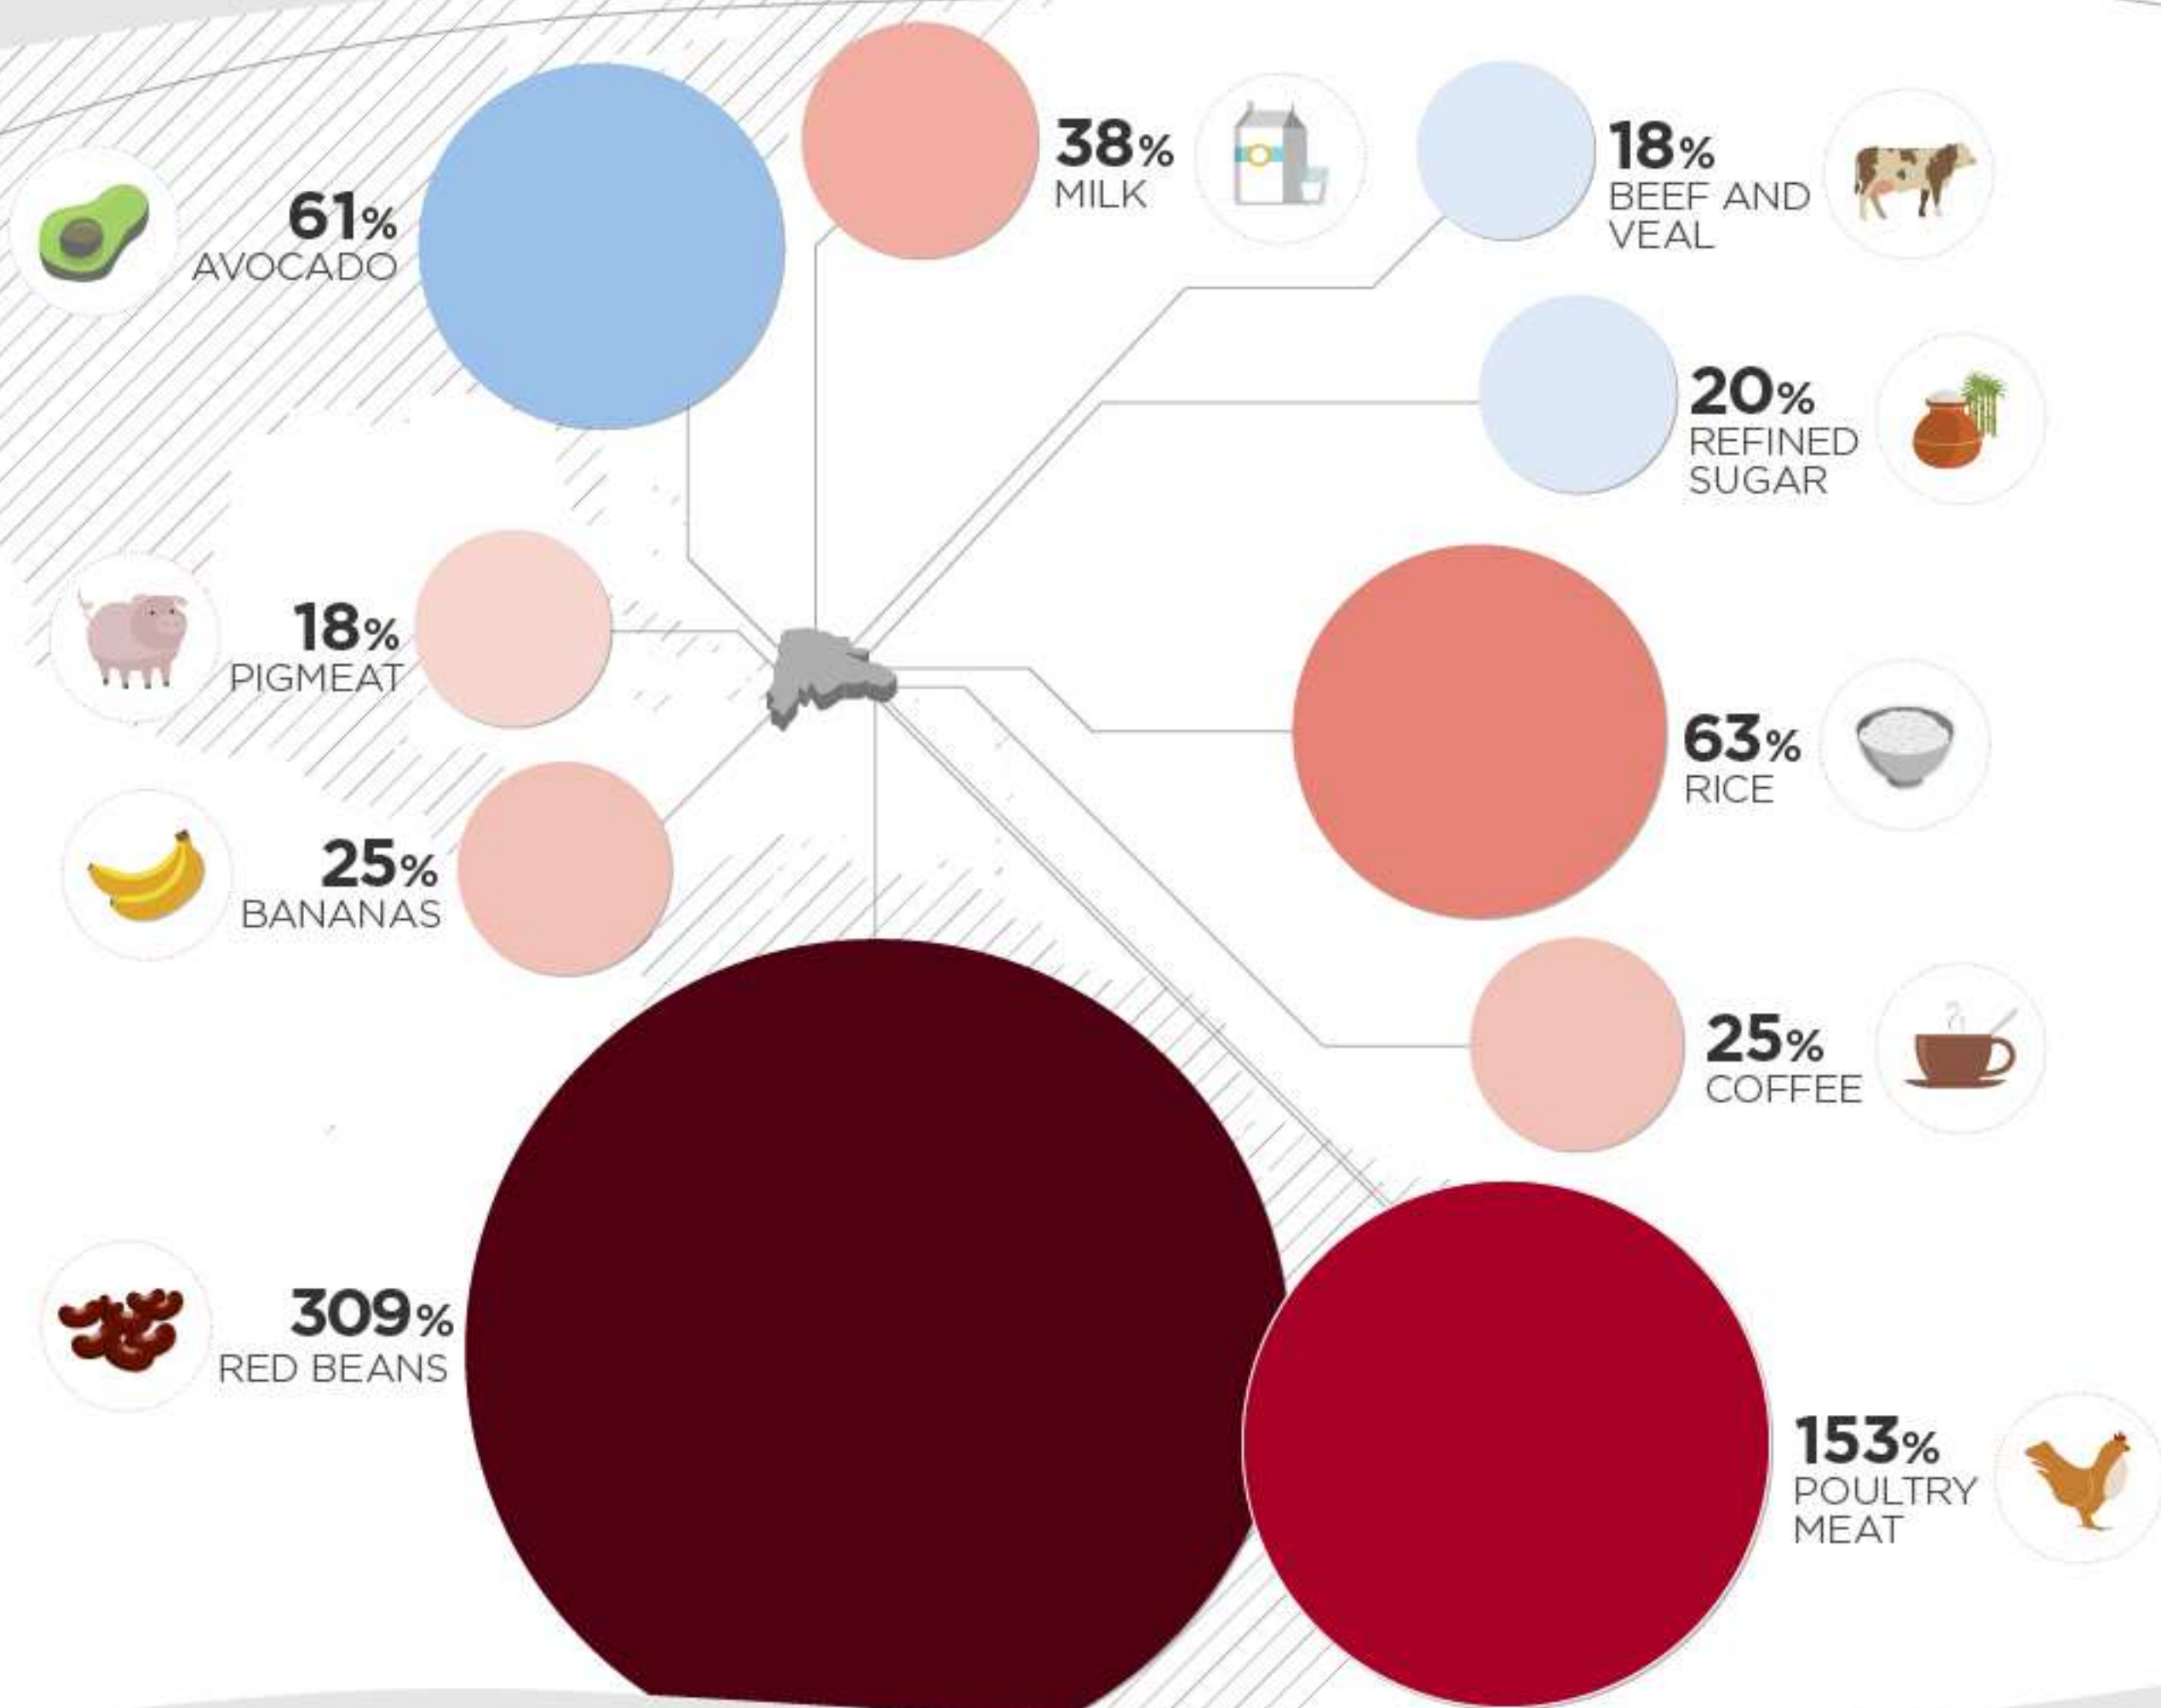 38%
MILK
18%
BEEF AND
VEAL
61%
AVOCADO
20%
REFINED
SUGAR
18%
PIGMEAT
63%
RICE
25%
BANANAS
25%
COFFEE
309%
RED BEANS
153%
POULTRY
MEAT